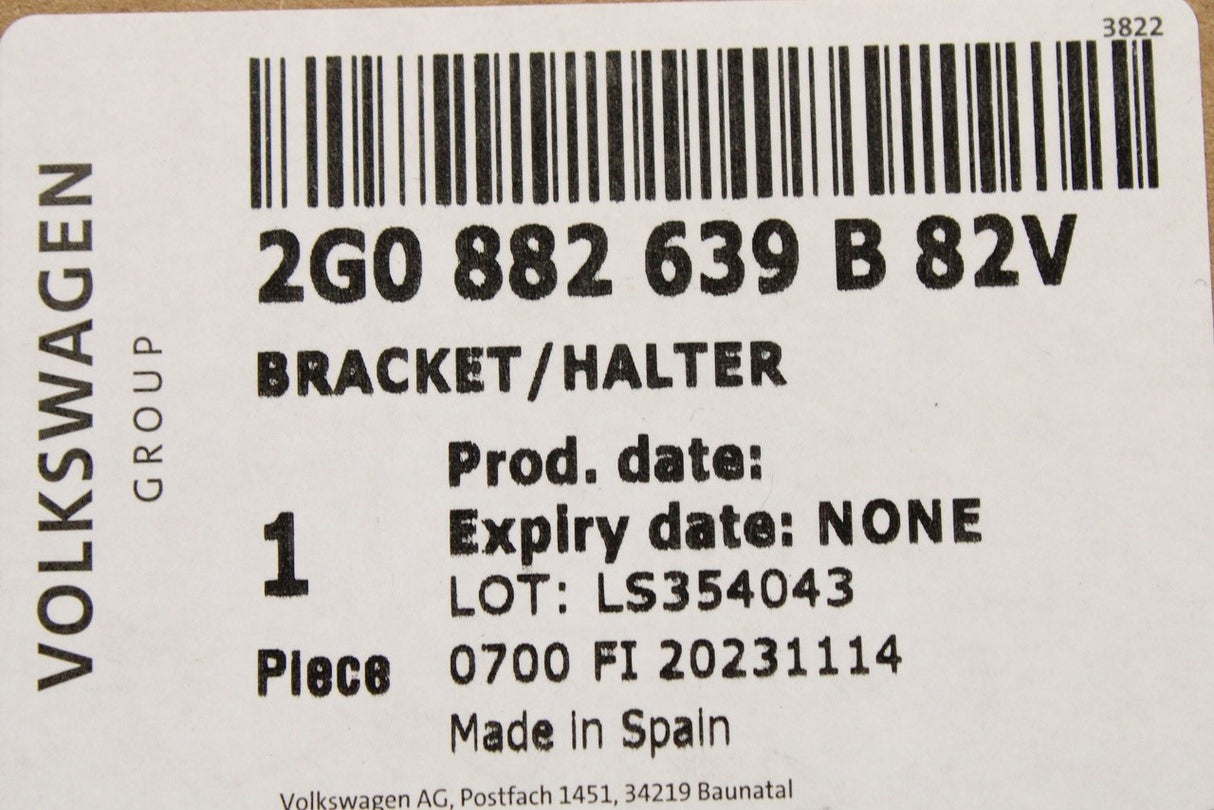 3822
2G0 882 639 B 82V
BRACKET/HALTER
Prod. date:
Expiry date: NONE
1
LOT: LS354043
Piece
0700 FI 20231114
Made in Spain
Volkswagen AG, Postfach 1451, 34219 Baunatal
VOLKSWAGEN
GROUP